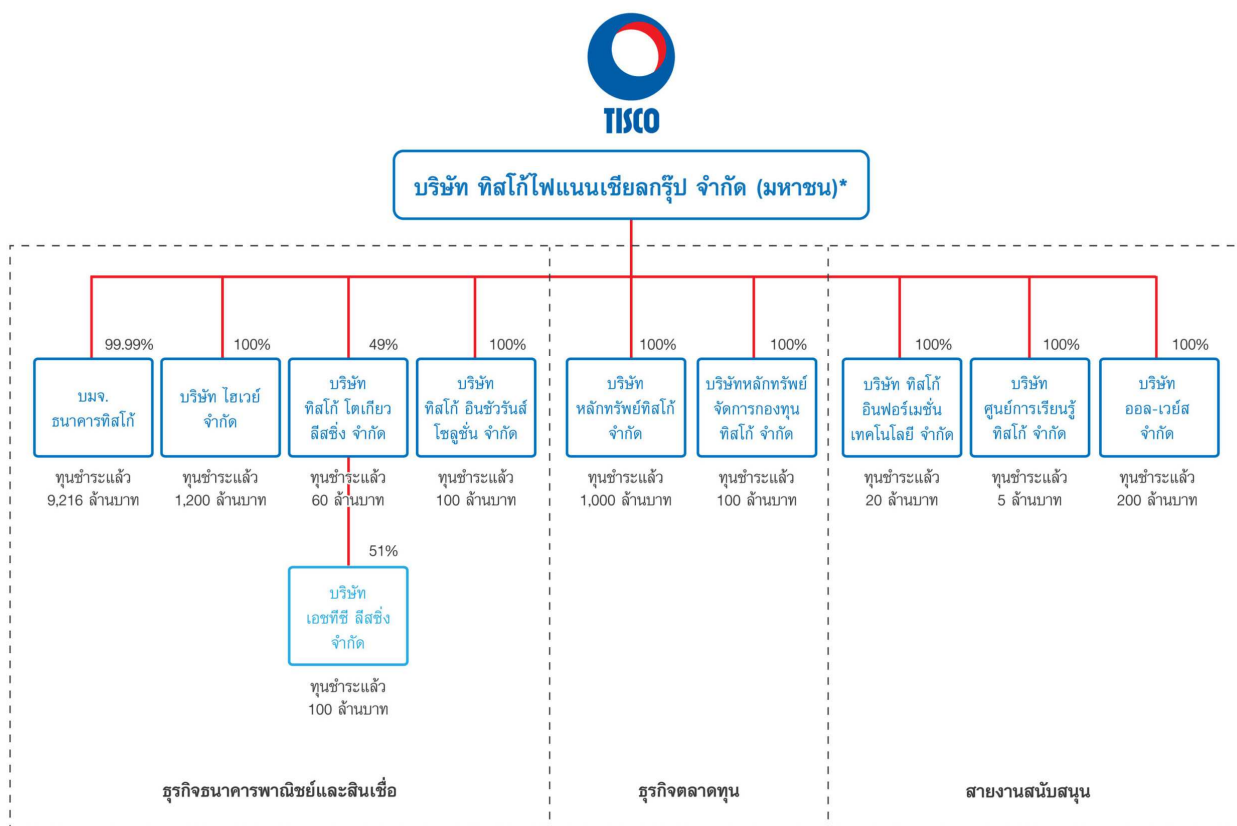 TISCO
บริษัท ทิสโก้ไฟแนนเชียลกรุ๊ป จำกัด (มหาชน)*
99.99%
บมจ.
ธนาคารทิสโก้
ทุนชำระแล้ว
9,216 ล้านบาท
100%
บริษัท ไฮเวย์
จำกัด
ทุนชำระแล้ว
1,200 ล้านบาท
49%
บริษัท
ทิสโก้ โตเกียว
ลีสซิ่ง จำกัด
ทุนชำระแล้ว
60 ล้านบาท
51%
บริษัท
เอชทีซี ลีสซิ่ง
จำกัด
ทุนชำระแล้ว
100 ล้านบาท
100%
บริษัท
ทิสโก้ อินชัวรันส์
โซลูชั่น จำกัด
ทุนชำระแล้ว
100 ล้านบาท
ธุรกิจธนาคารพาณิชย์และสินเชื่อ
100%
บริษัท
หลักทรัพย์ทิสโก้
จำกัด
ทุนชำระแล้ว
1,000 ล้านบาท
100%
บริษัทหลักทรัพย์
จัดการกองทุน
ทิสโก้ จำกัด
ทุนชำระแล้ว
100 ล้านบาท
ธุรกิจตลาดทุน
100%
บริษัท ทิสโก้
อินฟอร์เมชั่น
เทคโนโลยี จำกัด
ทุนชำระแล้ว
20 ล้านบาท
100%
บริษัท
ศูนย์การเรียนรู้
ทิสโก้ จำกัด
ทุนชำระแล้ว
5 ล้านบาท
100%
บริษัท
ออล-เวย์ส
จำกัด
ทุนชำระแล้ว
200 ล้านบาท
สายงานสนับสนุน